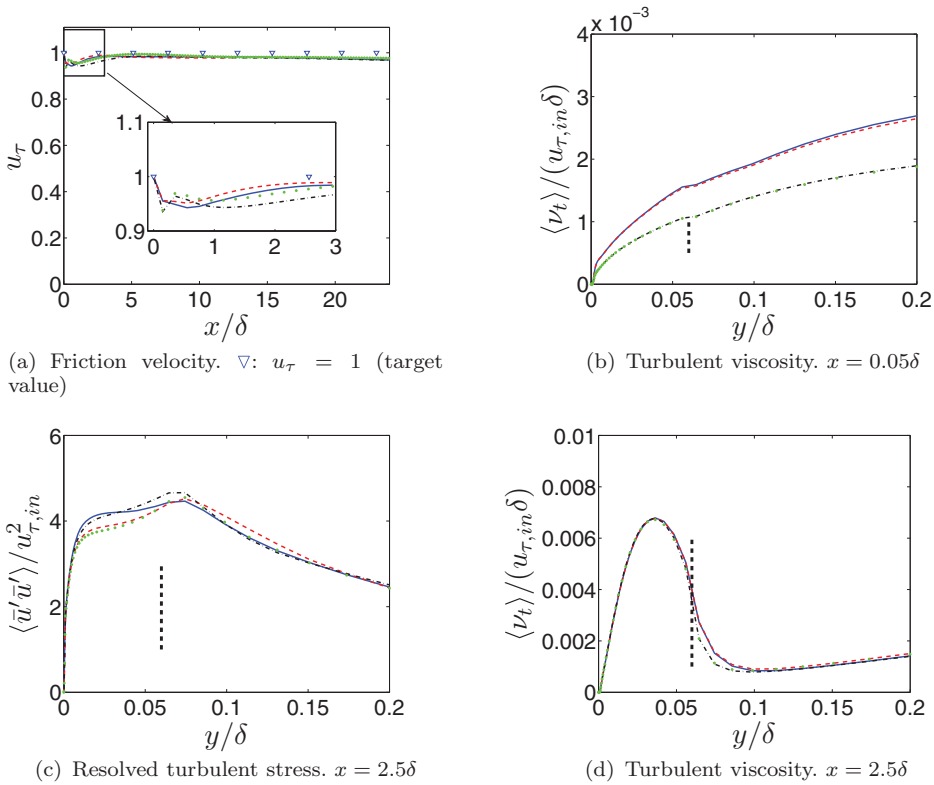 1
0.8
0.6
0.4
0.2
0
u_τ
0 5 10 15 20
x/δ
1.1
1
0.9
0 1 2 3
(a) Friction velocity. ▽: u_τ = 1 (target
value)
x 10⁻³
4
3
2
1
0
⟨ν_t⟩/(u_{τ,in}δ)
0 0.05 0.1 0.15 0.2
y/δ
(b) Turbulent viscosity. x = 0.05δ
6
4
2
0
⟨ū′ū′⟩/u²_{τ,in}
0 0.05 0.1 0.15 0.2
y/δ
(c) Resolved turbulent stress. x = 2.5δ
0.01
0.008
0.006
0.004
0.002
0
⟨ν_t⟩/(u_{τ,in}δ)
0 0.05 0.1 0.15 0.2
y/δ
(d) Turbulent viscosity. x = 2.5δ